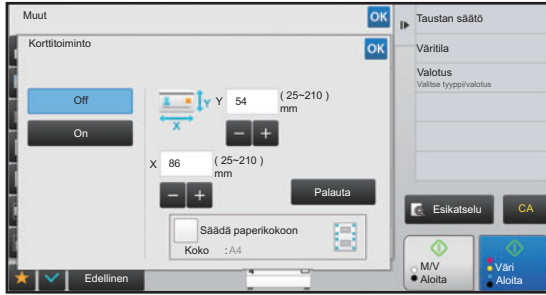 Muut
OK
Korttitoiminto
OK
Off
On
Y
X
Y
54
( 25~210 )
mm
X
86
( 25~210 )
mm
Palauta
Säädä paperikokoon
Koko :A4
Edellinen
Taustan säätö
Väritila
Valotus
Valitse tyyppi/valotus
Esikatselu
CA
M/V
Aloita
Väri
Aloita